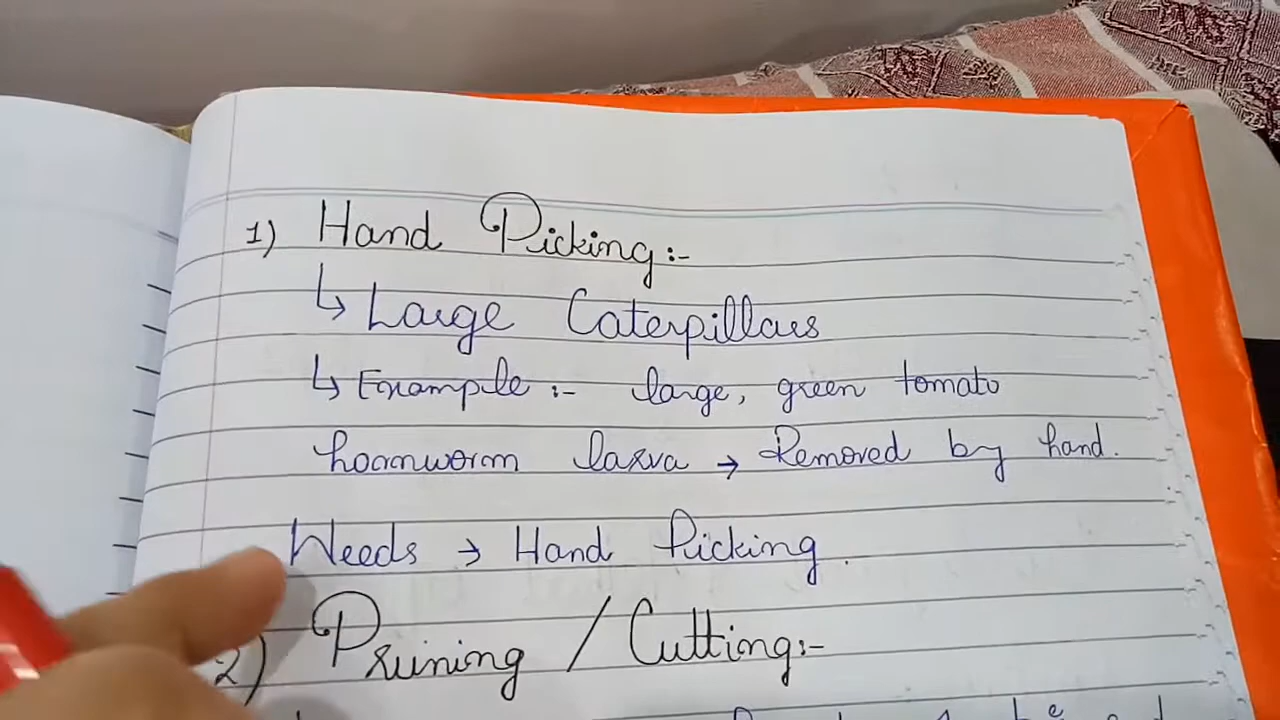 1) Hand Picking:-
↳ Large Caterpillars
↳ Example :- large, green tomato
hornworm larva → Removed by hand.
Weeds → Hand Picking.
2) Pruning / Cutting:-